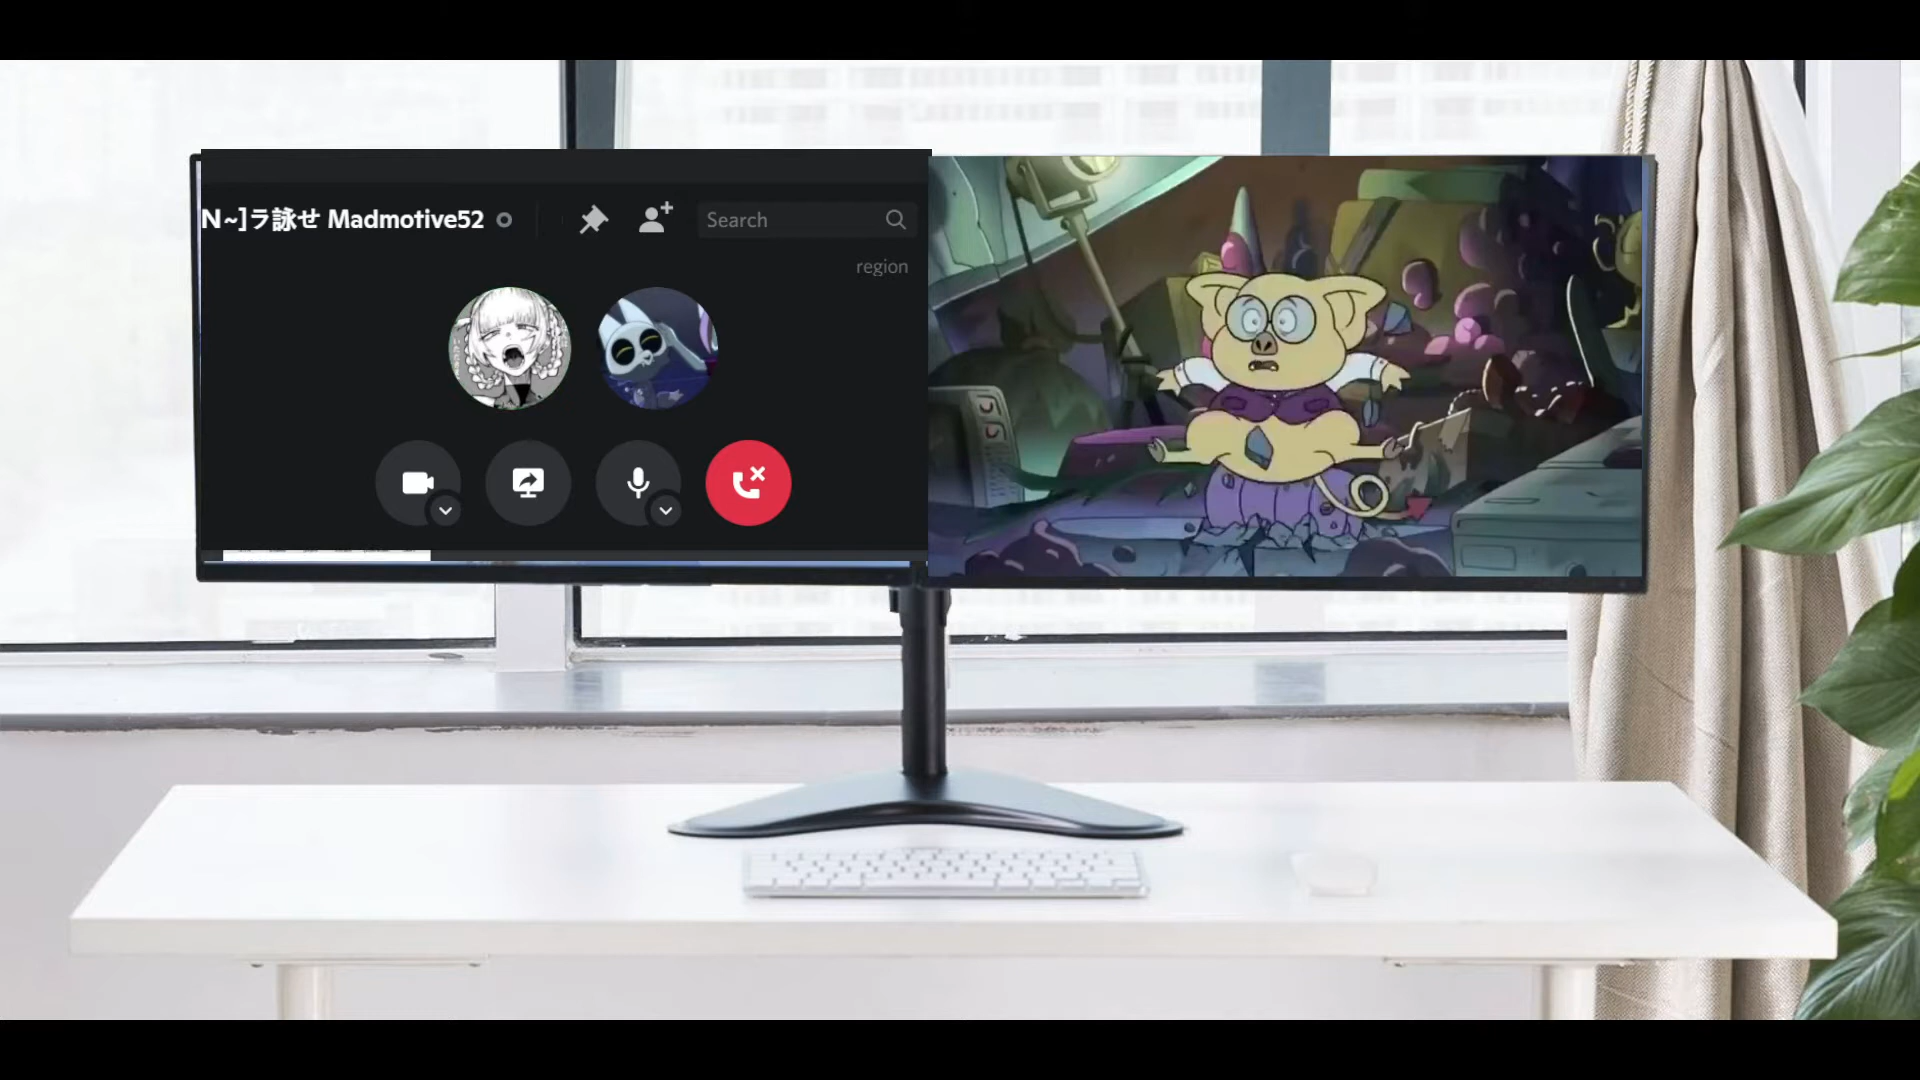 N~]ラ詠せ Madmotive52
Search
region